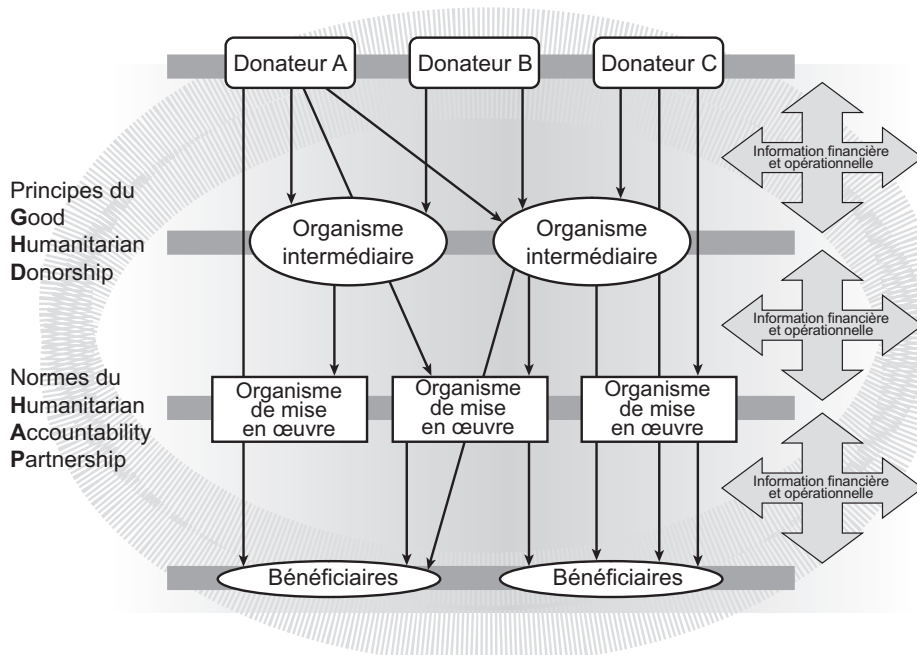 Donateur A
Donateur B
Donateur C
Information financière
et opérationnelle
Principes du
Good
Humanitarian
Donorship
Organisme
intermédiaire
Organisme
intermédiaire
Information financière
et opérationnelle
Normes du
Humanitarian
Accountability
Partnership
Organisme
de mise
en œuvre
Organisme
de mise
en œuvre
Organisme
de mise
en œuvre
Information financière
et opérationnelle
Bénéficiaires
Bénéficiaires